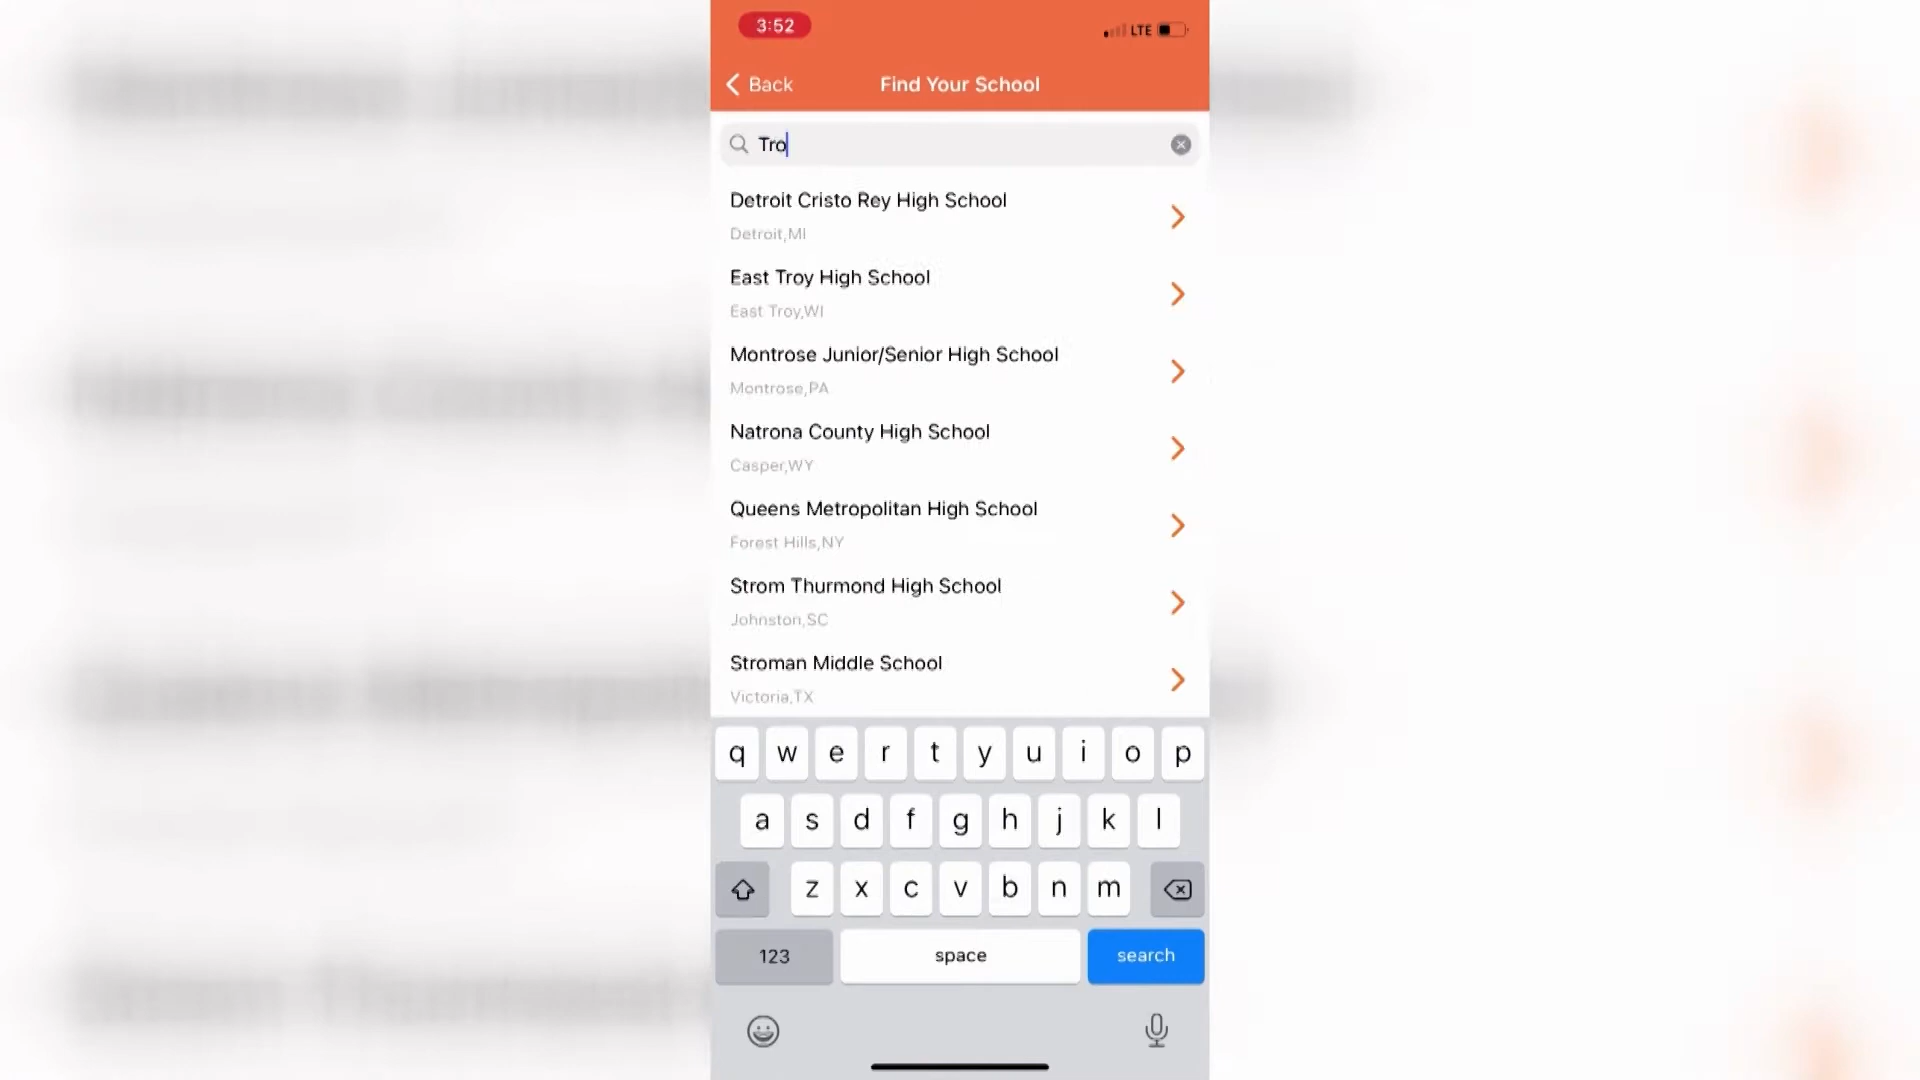 3:52
LTE
Back
Find Your School
Tro
Detroit Cristo Rey High School
Detroit,MI
East Troy High School
East Troy,WI
Montrose Junior/Senior High School
Montrose,PA
Natrona County High School
Casper,WY
Queens Metropolitan High School
Forest Hills,NY
Strom Thurmond High School
Johnston,SC
Stroman Middle School
Victoria,TX
q w e r t y u i o p
a s d f g h j k l
z x c v b n m
123 space search